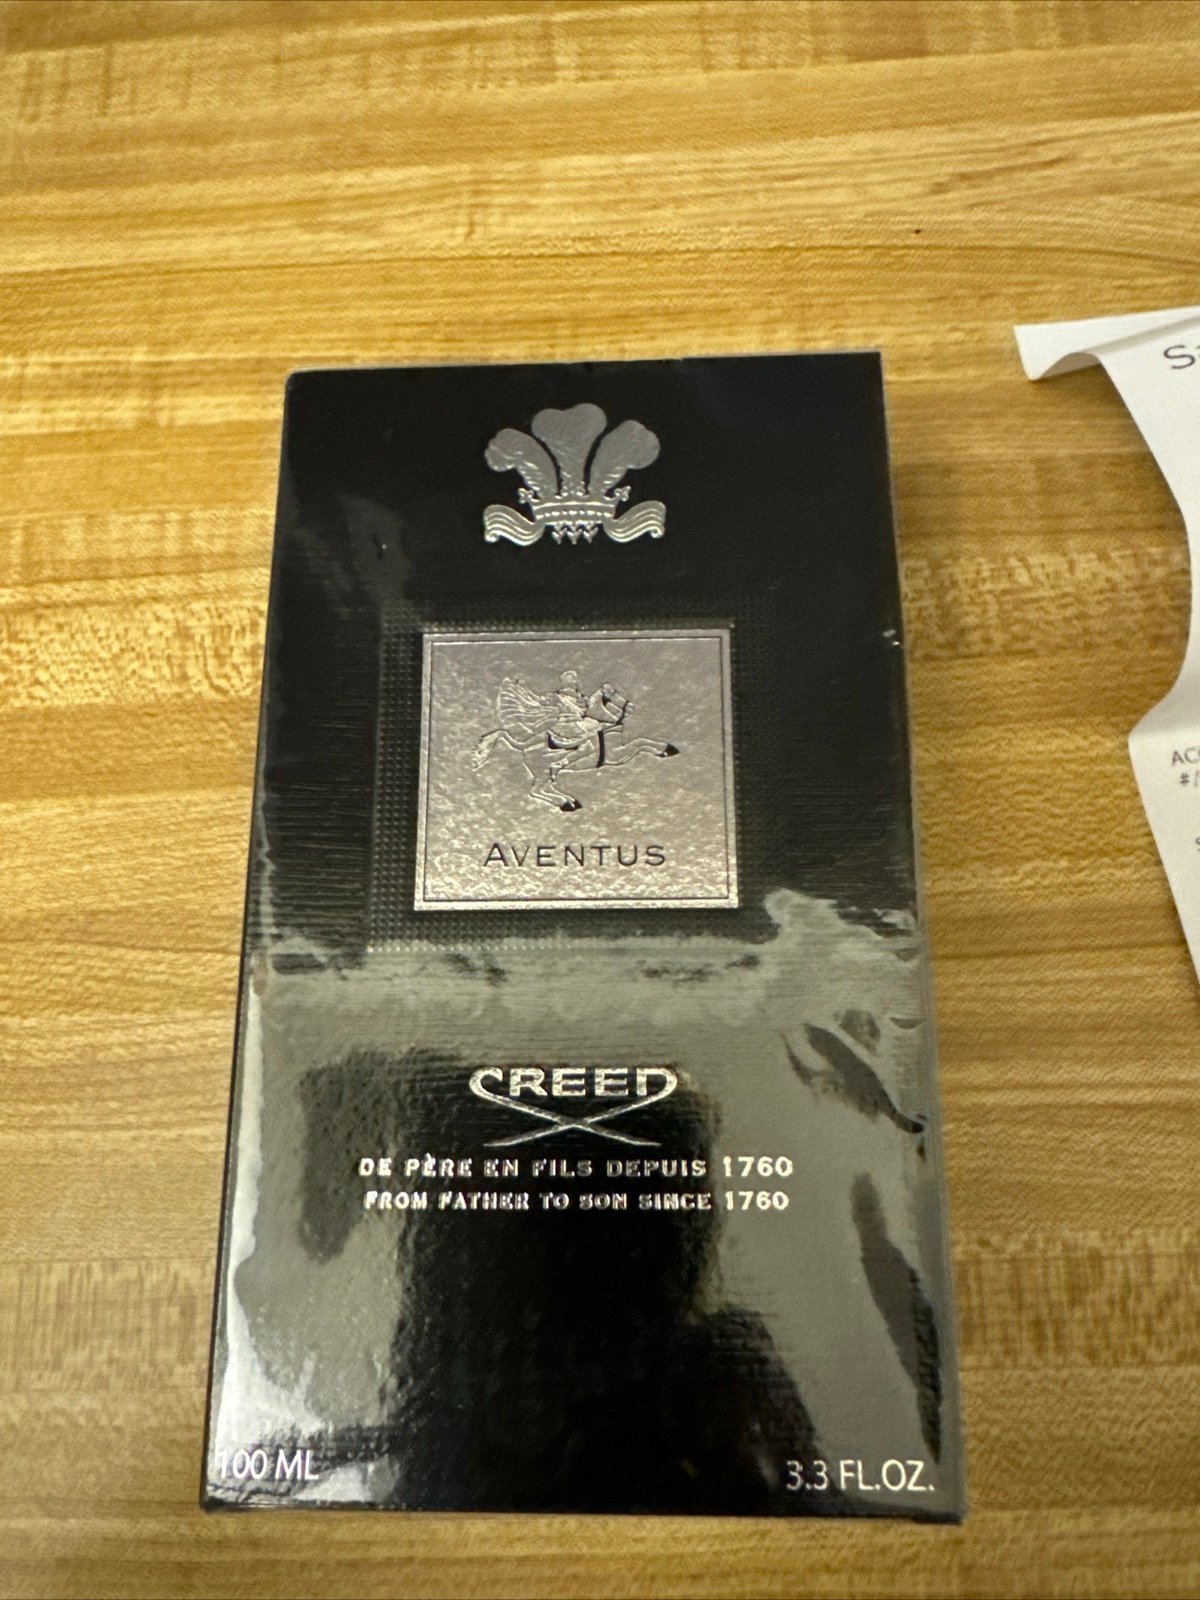 AVENTUS
CREED
DE PÈRE EN FILS DEPUIS 1760
FROM FATHER TO SON SINCE 1760
100 ML
3.3 FL.OZ.